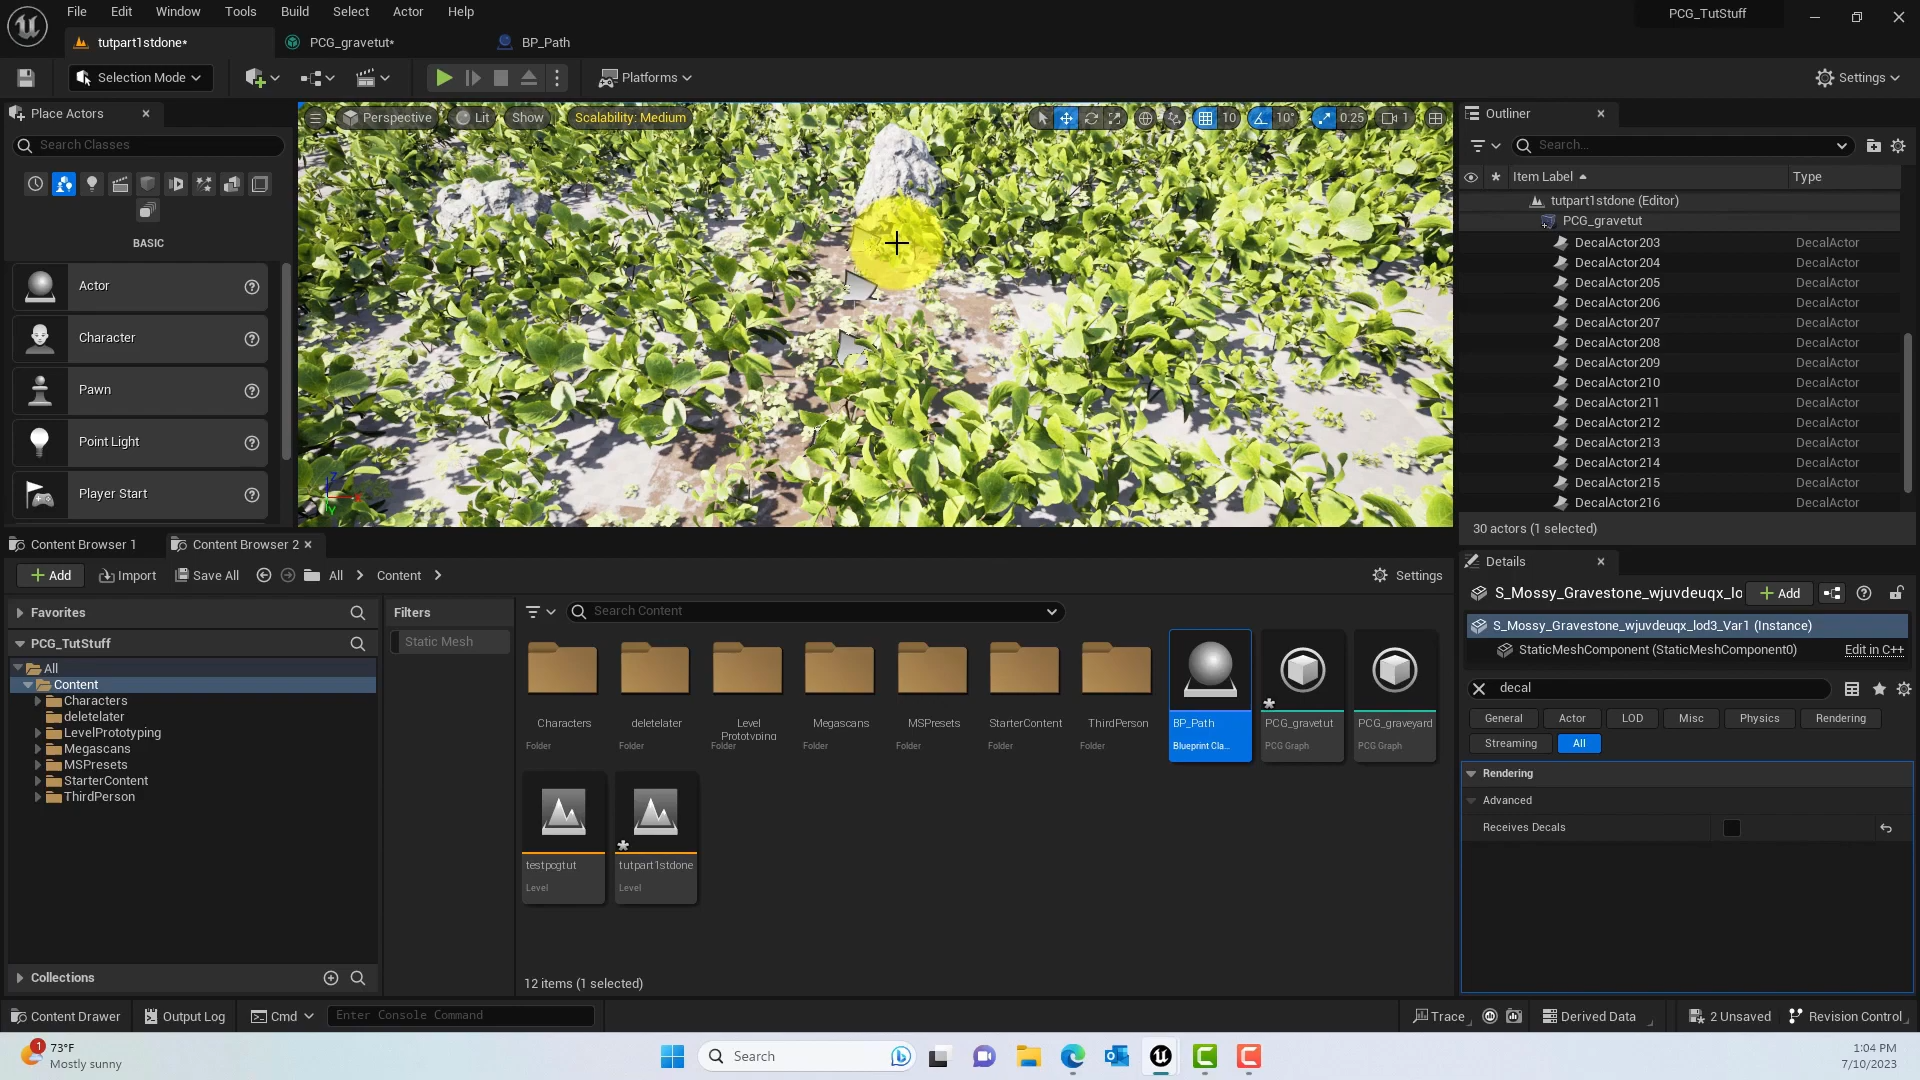 File Edit Window Tools Build Select Actor Help
PCG_TutStuff
tutpart1stdone*
PCG_gravetut*
BP_Path
Selection Mode
Platforms
Settings
Place Actors
Search Classes
BASIC
Actor
Character
Pawn
Point Light
Player Start
Perspective
Lit
Show
Scalability: Medium
10
10°
0.25
1
Outliner
Search...
Item Label
Type
tutpart1stdone (Editor)
PCG_gravetut
DecalActor203 DecalActor
DecalActor204 DecalActor
DecalActor205 DecalActor
DecalActor206 DecalActor
DecalActor207 DecalActor
DecalActor208 DecalActor
DecalActor209 DecalActor
DecalActor210 DecalActor
DecalActor211 DecalActor
DecalActor212 DecalActor
DecalActor213 DecalActor
DecalActor214 DecalActor
DecalActor215 DecalActor
DecalActor216 DecalActor
30 actors (1 selected)
Content Browser 1
Content Browser 2
Add
Import
Save All
All
Content
Settings
Favorites
PCG_TutStuff
All
Content
Characters
deletelater
LevelPrototyping
Megascans
MSPresets
StarterContent
ThirdPerson
Collections
Filters
Static Mesh
Search Content
Characters
Folder
deletelater
Folder
Level
Prototyping
Folder
Megascans
Folder
MSPresets
Folder
StarterContent
Folder
ThirdPerson
Folder
BP_Path
Blueprint Cla...
PCG_gravetut
PCG Graph
PCG_graveyard
PCG Graph
testpcgtut
Level
tutpart1stdone
Level
12 items (1 selected)
Details
S_Mossy_Gravestone_wjuvdeuqx_lo
Add
S_Mossy_Gravestone_wjuvdeuqx_lod3_Var1 (Instance)
StaticMeshComponent (StaticMeshComponent0)
Edit in C++
decal
General
Actor
LOD
Misc
Physics
Rendering
Streaming
All
Rendering
Advanced
Receives Decals
Content Drawer
Output Log
Cmd
Enter Console Command
Trace
Derived Data
2 Unsaved
Revision Control
1
73°F
Mostly sunny
Search
1:04 PM
7/10/2023